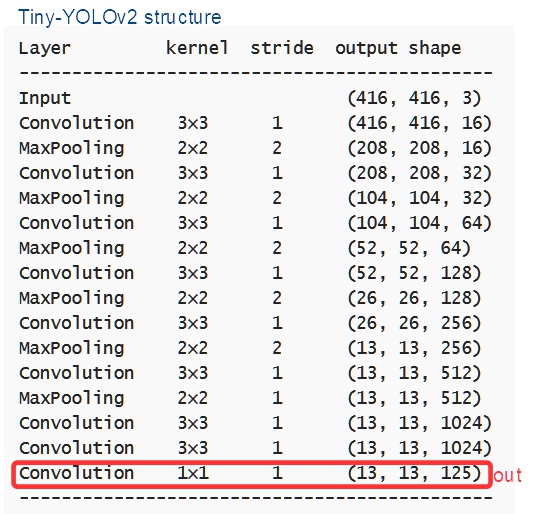 Tiny-YOLOv2 structure
Layer kernel stride output shape
-------------------------------------------------
Input (416, 416, 3)
Convolution 3×3 1 (416, 416, 16)
MaxPooling 2×2 2 (208, 208, 16)
Convolution 3×3 1 (208, 208, 32)
MaxPooling 2×2 2 (104, 104, 32)
Convolution 3×3 1 (104, 104, 64)
MaxPooling 2×2 2 (52, 52, 64)
Convolution 3×3 1 (52, 52, 128)
MaxPooling 2×2 2 (26, 26, 128)
Convolution 3×3 1 (26, 26, 256)
MaxPooling 2×2 2 (13, 13, 256)
Convolution 3×3 1 (13, 13, 512)
MaxPooling 2×2 1 (13, 13, 512)
Convolution 3×3 1 (13, 13, 1024)
Convolution 3×3 1 (13, 13, 1024)
Convolution 1×1 1 (13, 13, 125) out
-------------------------------------------------